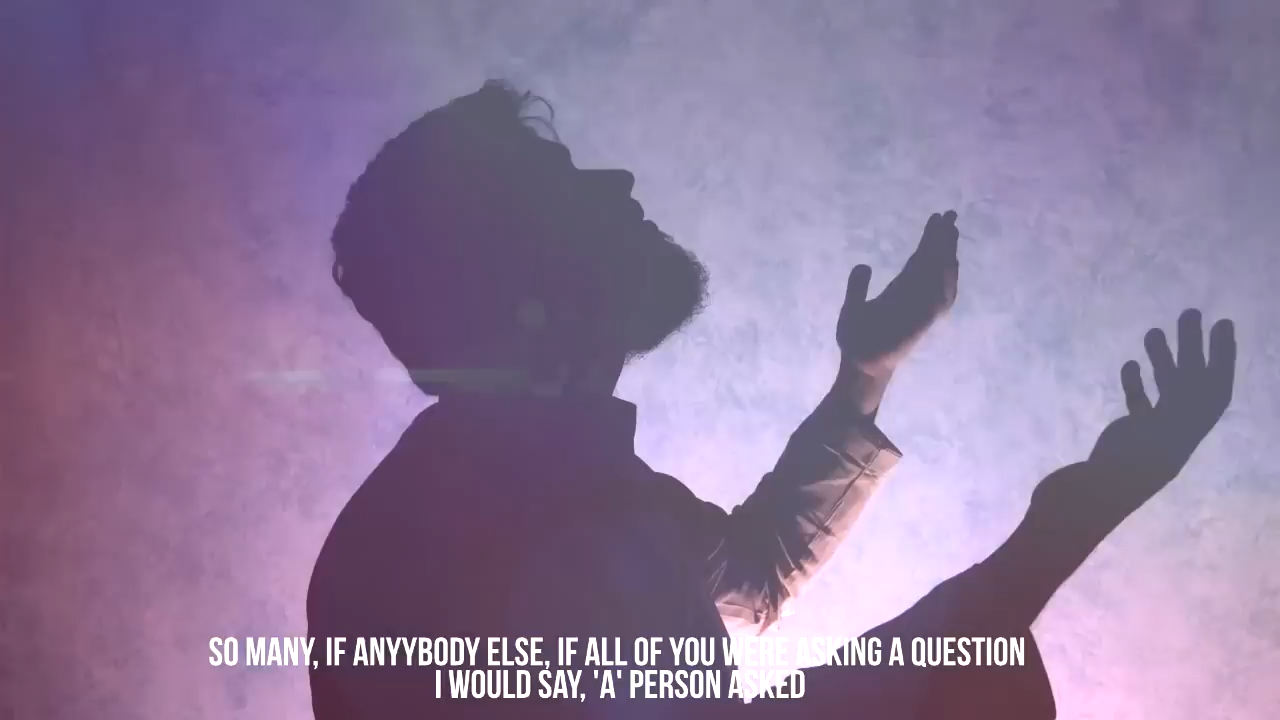 SO MANY, IF ANYYBODY ELSE, IF ALL OF YOU WERE ASKING A QUESTION
I WOULD SAY, 'A' PERSON ASKED